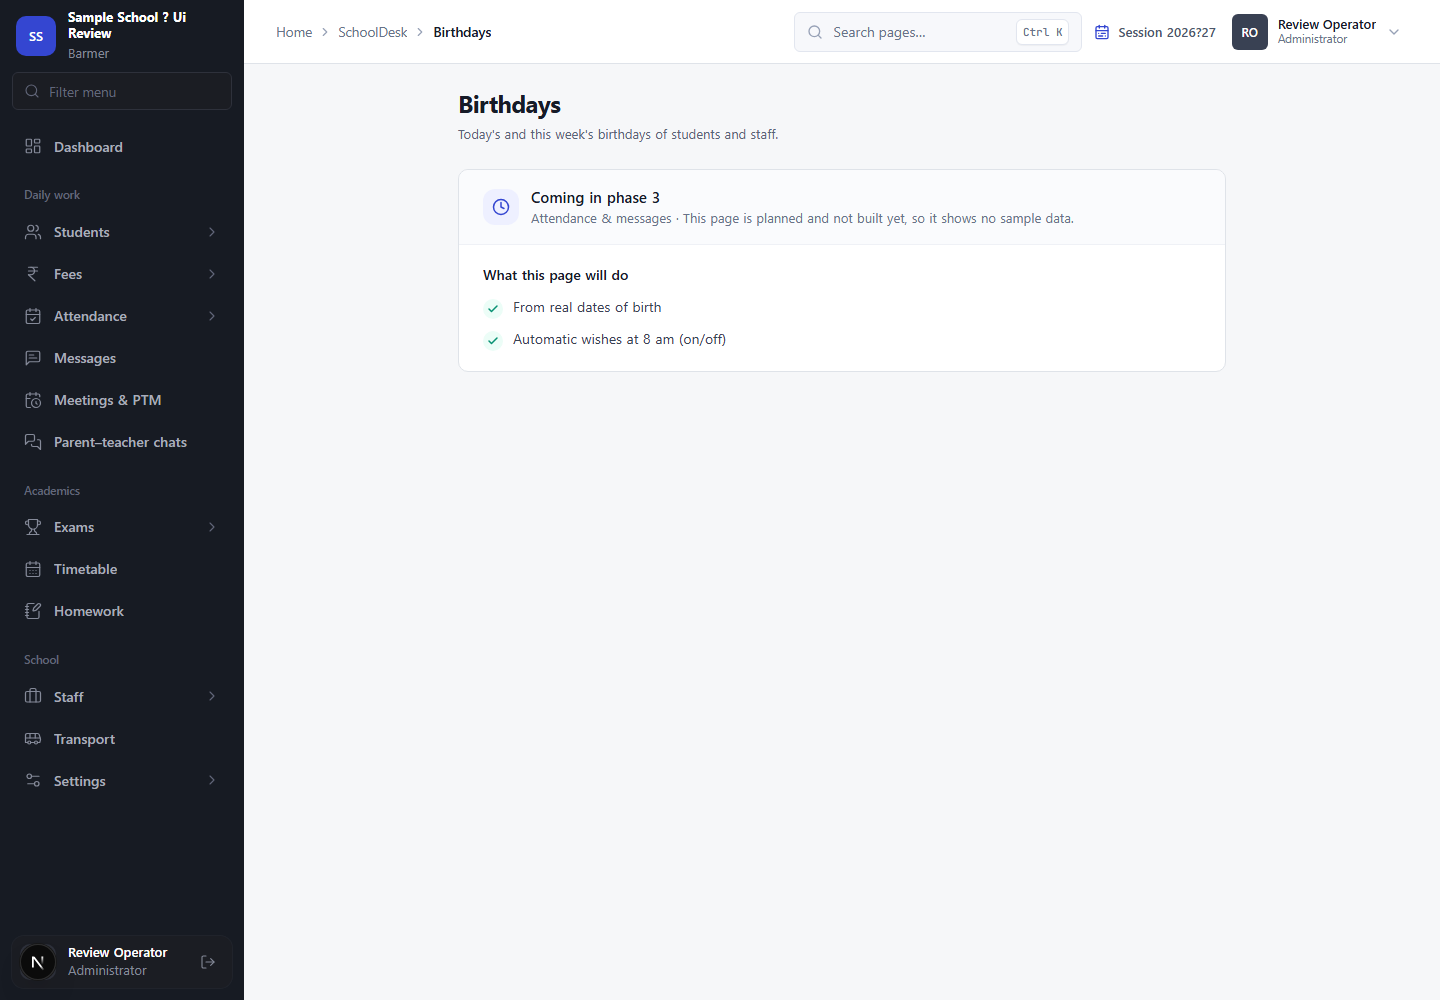 SS
Sample School ? Ui
Review
Barmer
Filter menu
Dashboard
Daily work
Students
Fees
Attendance
Messages
Meetings & PTM
Parent–teacher chats
Academics
Exams
Timetable
Homework
School
Staff
Transport
Settings
N
Review Operator
Administrator
Home > SchoolDesk > Birthdays
Search pages...
Ctrl K
Session 2026?27
RO
Review Operator
Administrator
Birthdays
Today's and this week's birthdays of students and staff.
Coming in phase 3
Attendance & messages · This page is planned and not built yet, so it shows no sample data.
What this page will do
From real dates of birth
Automatic wishes at 8 am (on/off)